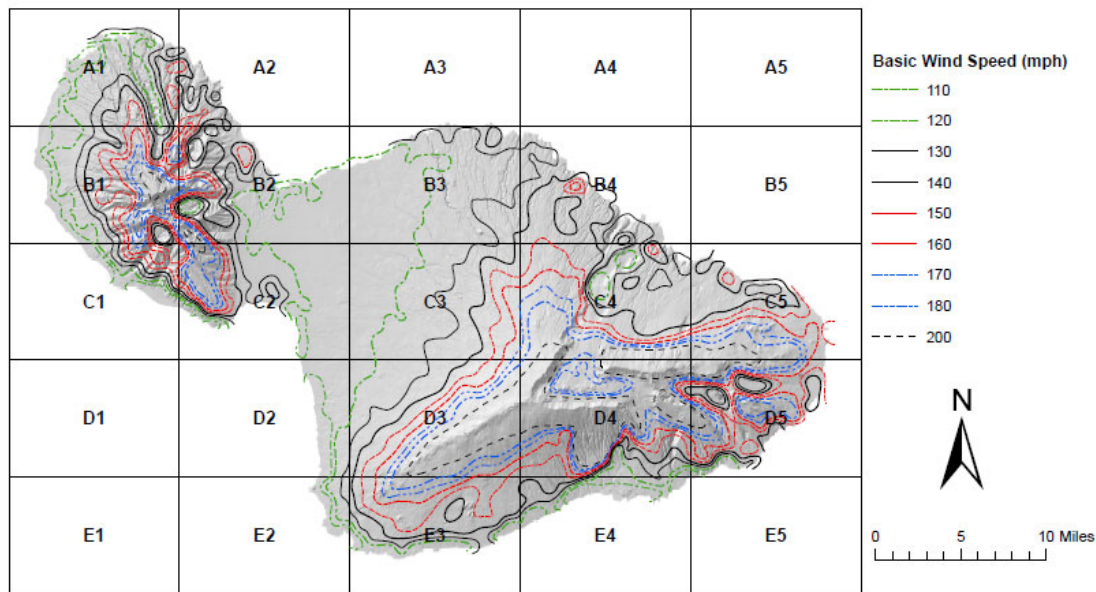 A1 A2 A3 A4 A5
B1 B2 B3 B4 B5
C1 C2 C3 C4 C5
D1 D2 D3 D4 D5
E1 E2 E3 E4 E5
Basic Wind Speed (mph)
110
120
130
140
150
160
170
180
200
N
0 5 10 Miles